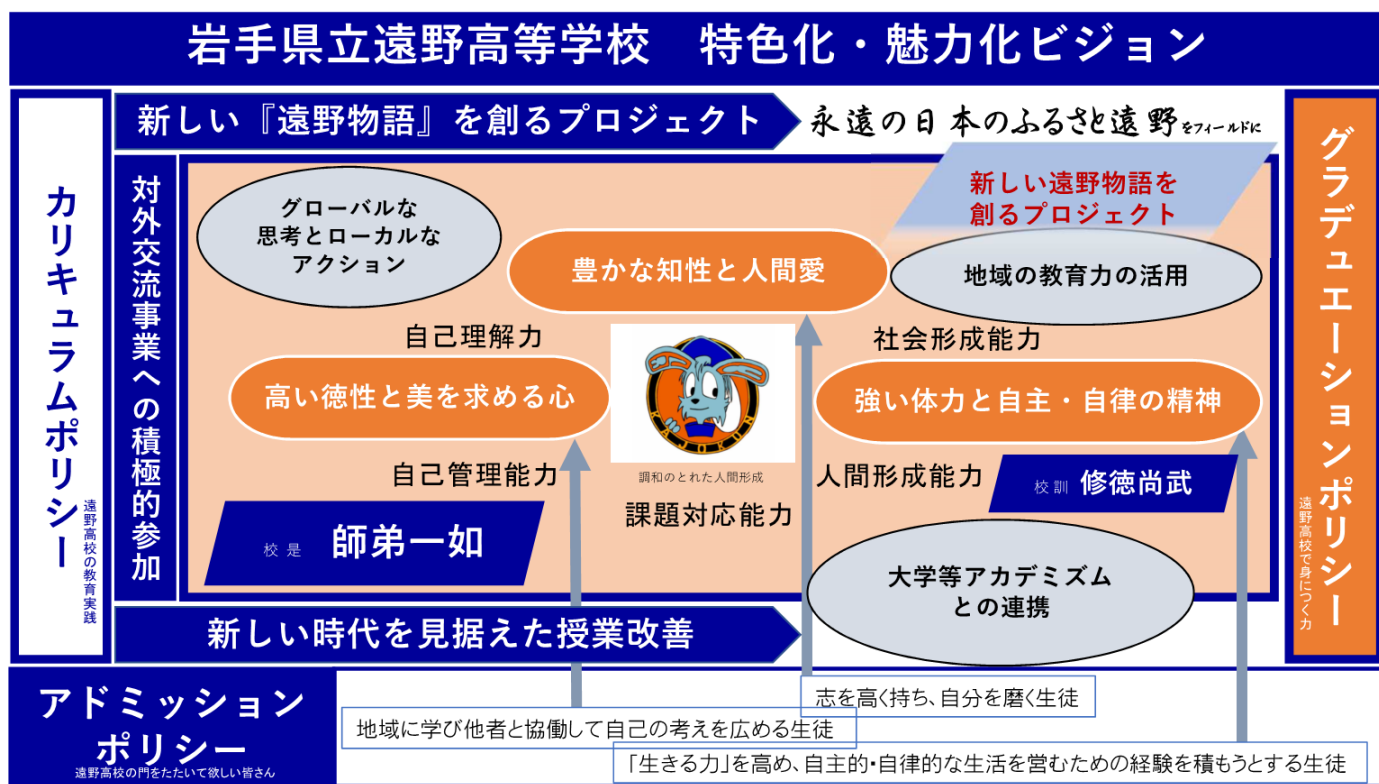 岩手県立遠野高等学校　特色化・魅力化ビジョン
カリキュラムポリシー
遠野高校の教育実践
新しい『遠野物語』を創るプロジェクト
永遠の日本のふるさと遠野をフィールドに
対外交流事業への積極的参加
グローバルな
思考とローカルな
アクション
新しい遠野物語を
創るプロジェクト
地域の教育力の活用
豊かな知性と人間愛
自己理解力
社会形成能力
高い徳性と美を求める心
KAJOKUN
強い体力と自主・自律の精神
調和のとれた人間形成
自己管理能力
課題対応能力
人間形成能力
校訓 修徳尚武
校是 師弟一如
大学等アカデミズム
との連携
新しい時代を見据えた授業改善
グラデュエーションポリシー
遠野高校で身につく力
アドミッション
ポリシー
遠野高校の門をたたいて欲しい皆さん
志を高く持ち、自分を磨く生徒
地域に学び他者と協働して自己の考えを広める生徒
「生きる力」を高め、自主的・自律的な生活を営むための経験を積もうとする生徒